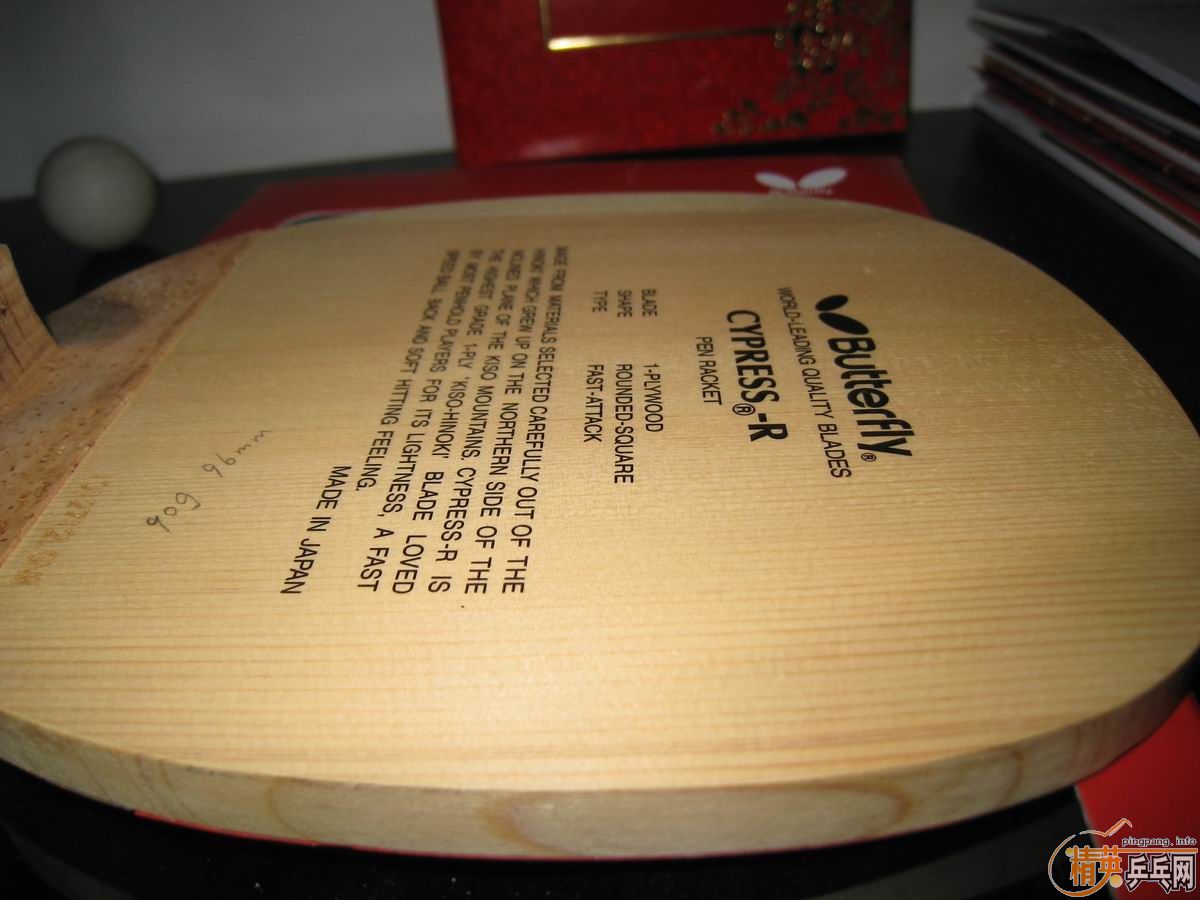 Butterfly®
WORLD-LEADING QUALITY BLADES
CYPRESS®-R
PEN RACKET
BLADE 1-PLYWOOD
SHAPE ROUNDED-SQUARE
TYPE FAST-ATTACK
MADE FROM MATERIALS SELECTED CAREFULLY OUT OF THE
HINOKI WHICH GREW UP ON THE NORTHERN SIDE OF THE
INCLINED PLANE OF THE KISO MOUNTAINS. CYPRESS-R IS
THE HIGHEST GRADE 1-PLY 'KISO-HINOKI' BLADE LOVED
BY MOST PENHOLD PLAYERS FOR ITS LIGHTNESS, A FAST
SPEED BALL BACK AND SOFT HITTING FEELING.
MADE IN JAPAN
pingpang.info
精英乒乓网